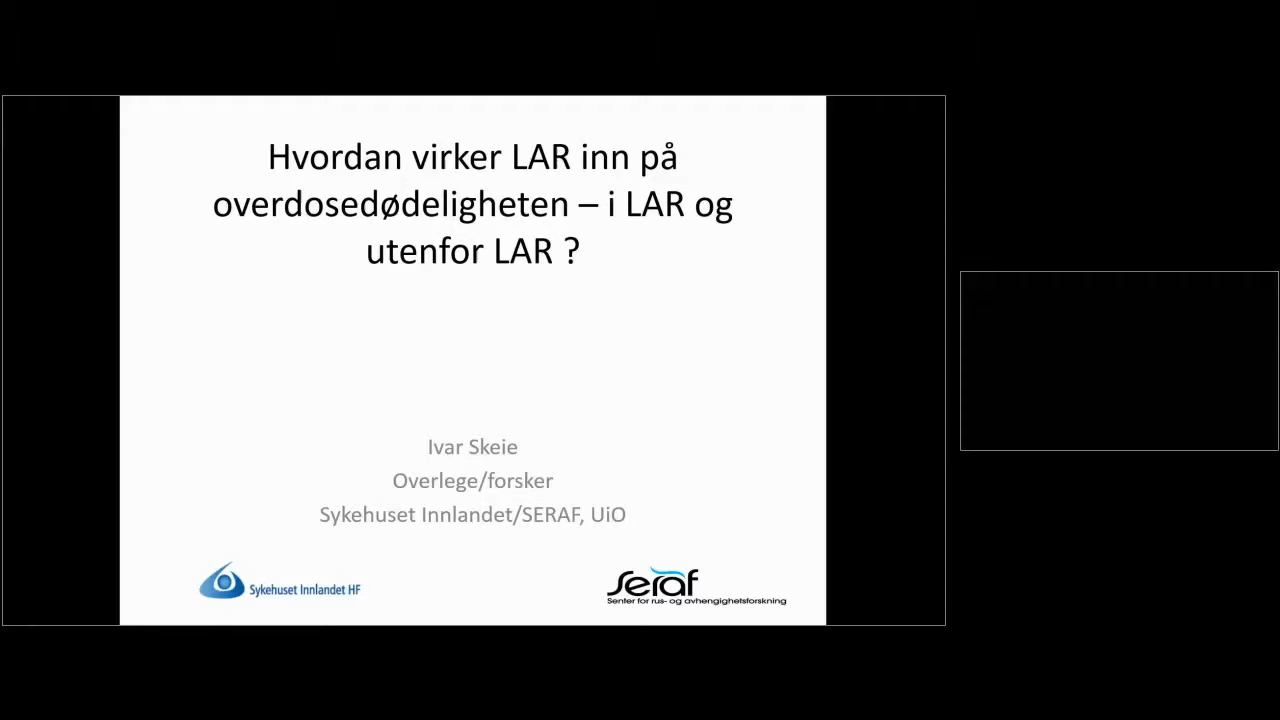 Hvordan virker LAR inn på
overdosedødeligheten – i LAR og
utenfor LAR ?
Ivar Skeie
Overlege/forsker
Sykehuset Innlandet/SERAF, UiO
Sykehuset Innlandet HF
seraf
Senter for rus- og avhengighetsforskning